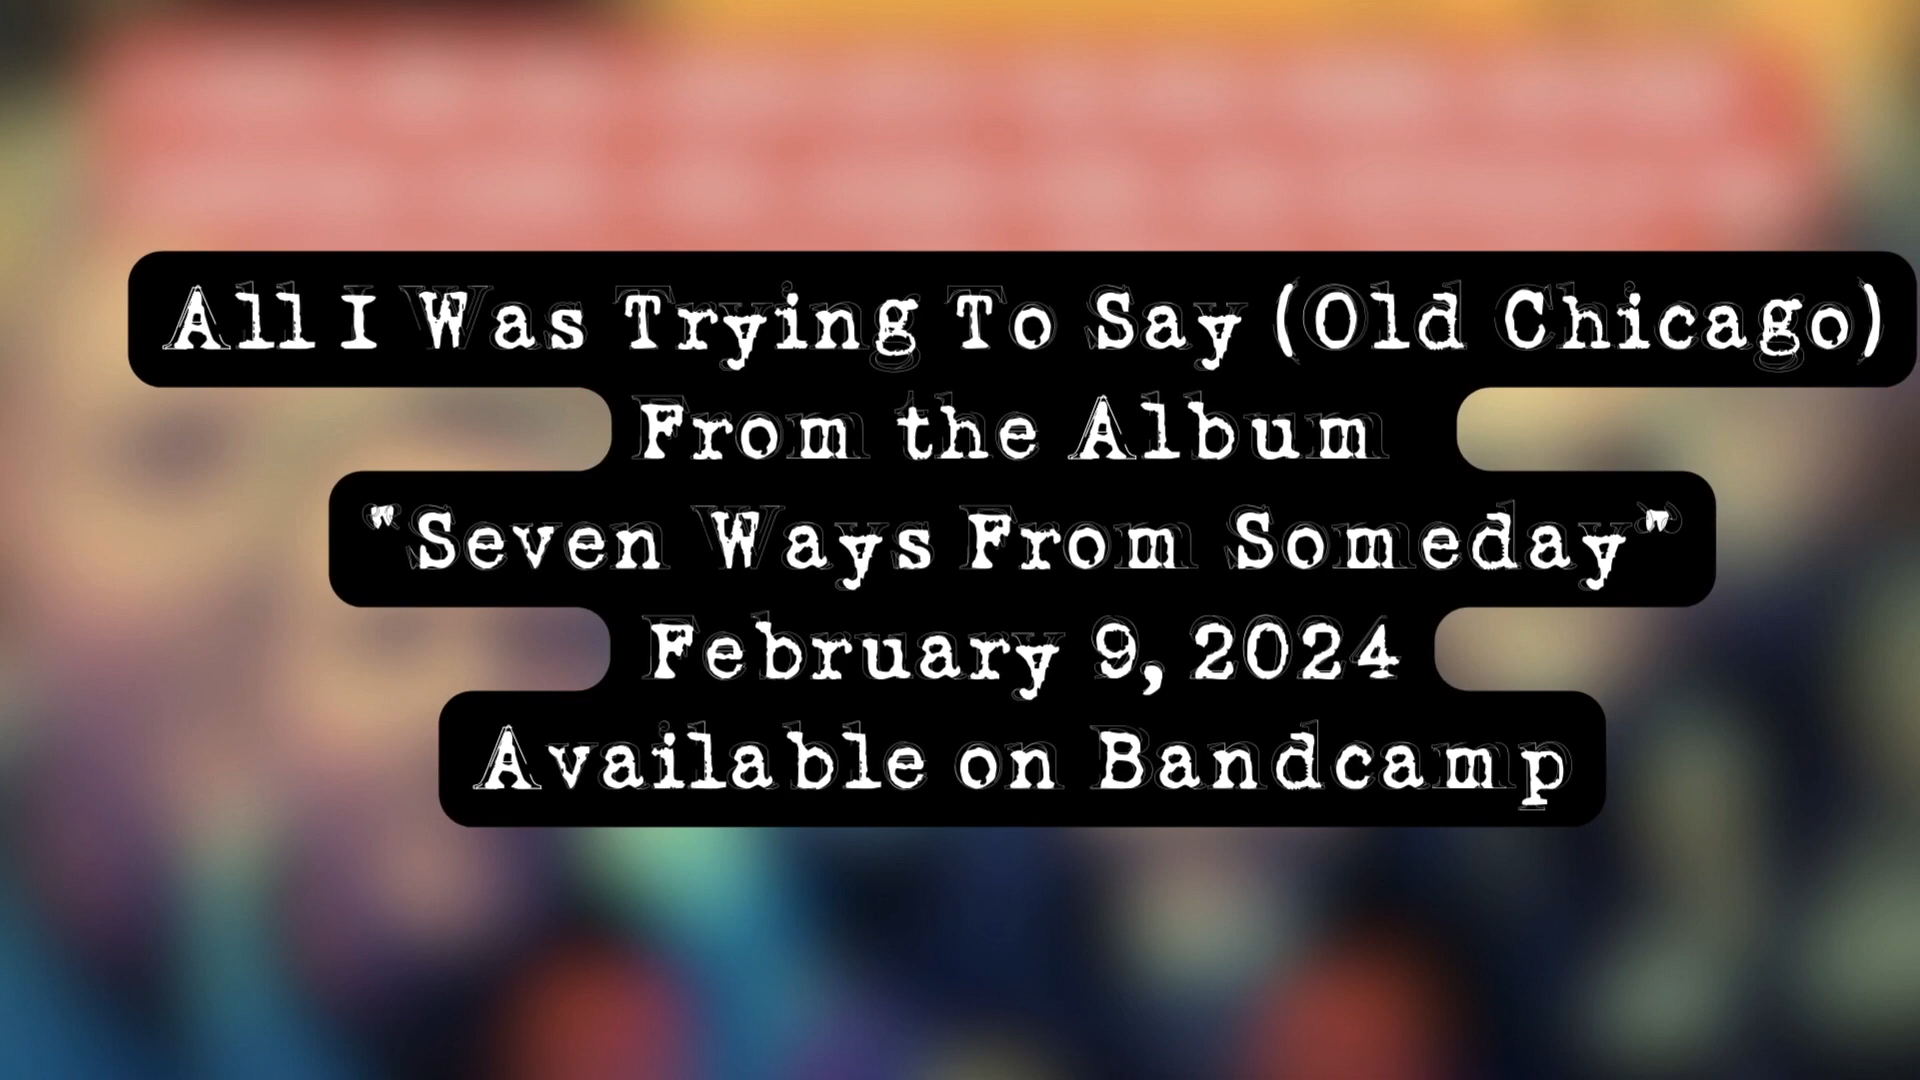 All I Was Trying To Say (Old Chicago)
From the Album
"Seven Ways From Someday"
February 9, 2024
Available on Bandcamp